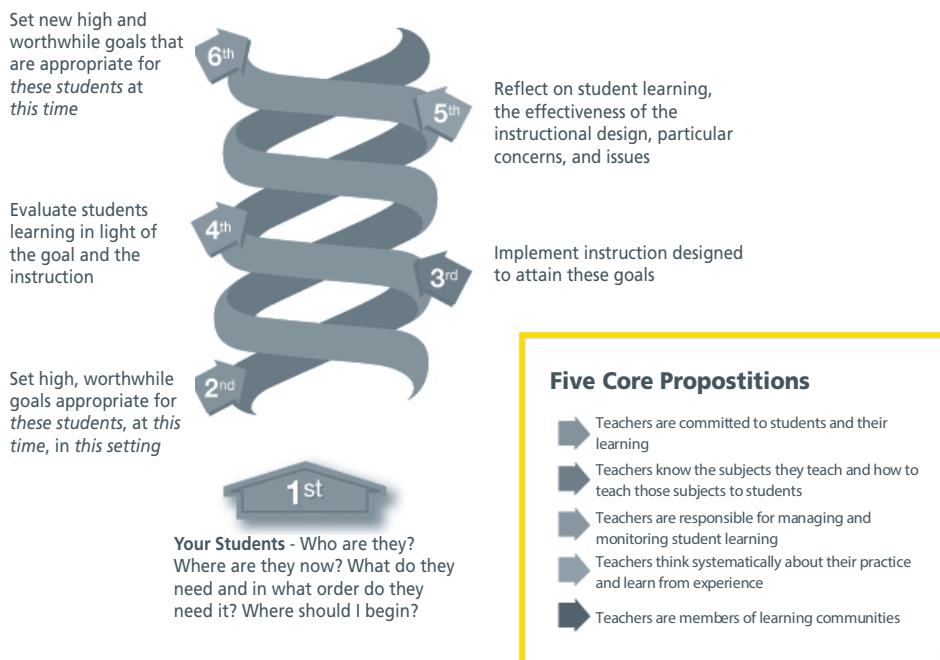 Set new high and
worthwhile goals that
are appropriate for
these students at
this time
6th
5th
Reflect on student learning,
the effectiveness of the
instructional design, particular
concerns, and issues
Evaluate students
learning in light of
the goal and the
instruction
4th
3rd
Implement instruction designed
to attain these goals
Set high, worthwhile
goals appropriate for
these students, at this
time, in this setting
2nd
1st
Your Students - Who are they?
Where are they now? What do they
need and in what order do they
need it? Where should I begin?
Five Core Propostitions
Teachers are committed to students and their
learning
Teachers know the subjects they teach and how to
teach those subjects to students
Teachers are responsible for managing and
monitoring student learning
Teachers think systematically about their practice
and learn from experience
Teachers are members of learning communities